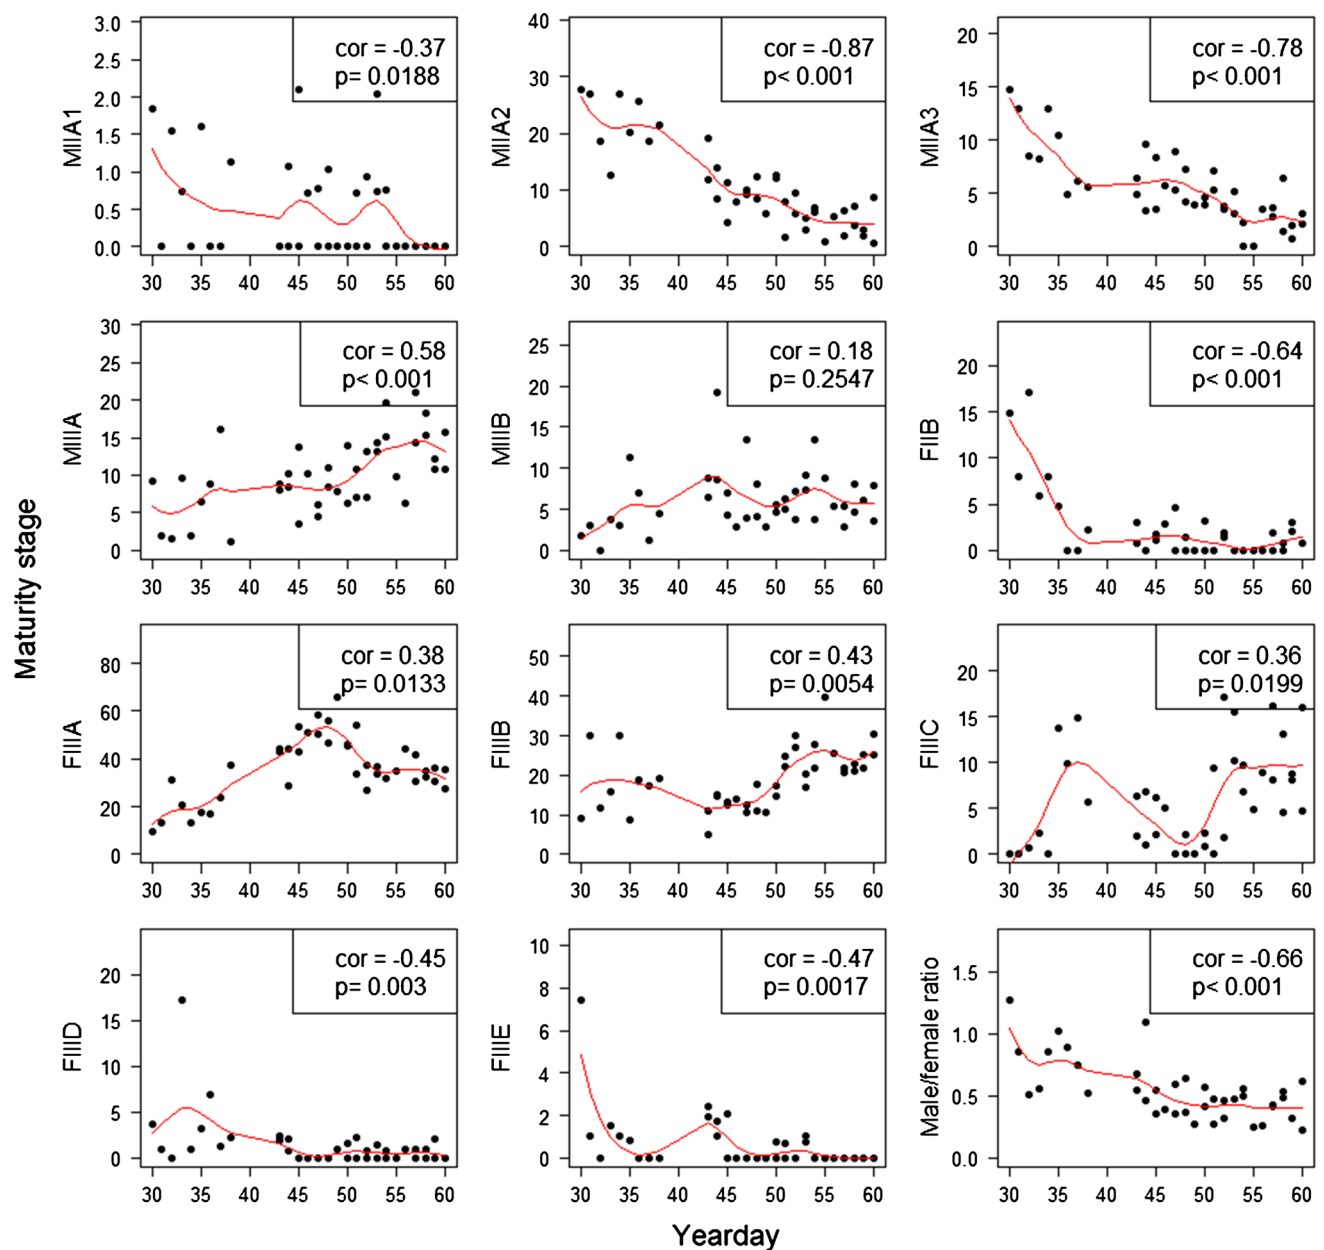 3.0
2.5
2.0
1.5
1.0
0.5
0.0
MIIA1
cor = -0.37
p= 0.0188
30 35 40 45 50 55 60
40
30
20
10
0
MIIA2
cor = -0.87
p< 0.001
30 35 40 45 50 55 60
20
15
10
5
0
MIIA3
cor = -0.78
p< 0.001
30 35 40 45 50 55 60
30
25
20
15
10
5
0
MIIIA
cor = 0.58
p< 0.001
30 35 40 45 50 55 60
25
20
15
10
5
0
MIIIB
cor = 0.18
p= 0.2547
30 35 40 45 50 55 60
20
15
10
5
0
FIIB
cor = -0.64
p< 0.001
30 35 40 45 50 55 60
Maturity stage
80
60
40
20
0
FIIIA
cor = 0.38
p= 0.0133
30 35 40 45 50 55 60
50
40
30
20
10
0
FIIIB
cor = 0.43
p= 0.0054
30 35 40 45 50 55 60
20
15
10
5
0
FIIIC
cor = 0.36
p= 0.0199
30 35 40 45 50 55 60
20
15
10
5
0
FIIID
cor = -0.45
p= 0.003
30 35 40 45 50 55 60
10
8
6
4
2
0
FIIIE
cor = -0.47
p= 0.0017
30 35 40 45 50 55 60
1.5
1.0
0.5
0.0
Male/female ratio
cor = -0.66
p< 0.001
30 35 40 45 50 55 60
Yearday